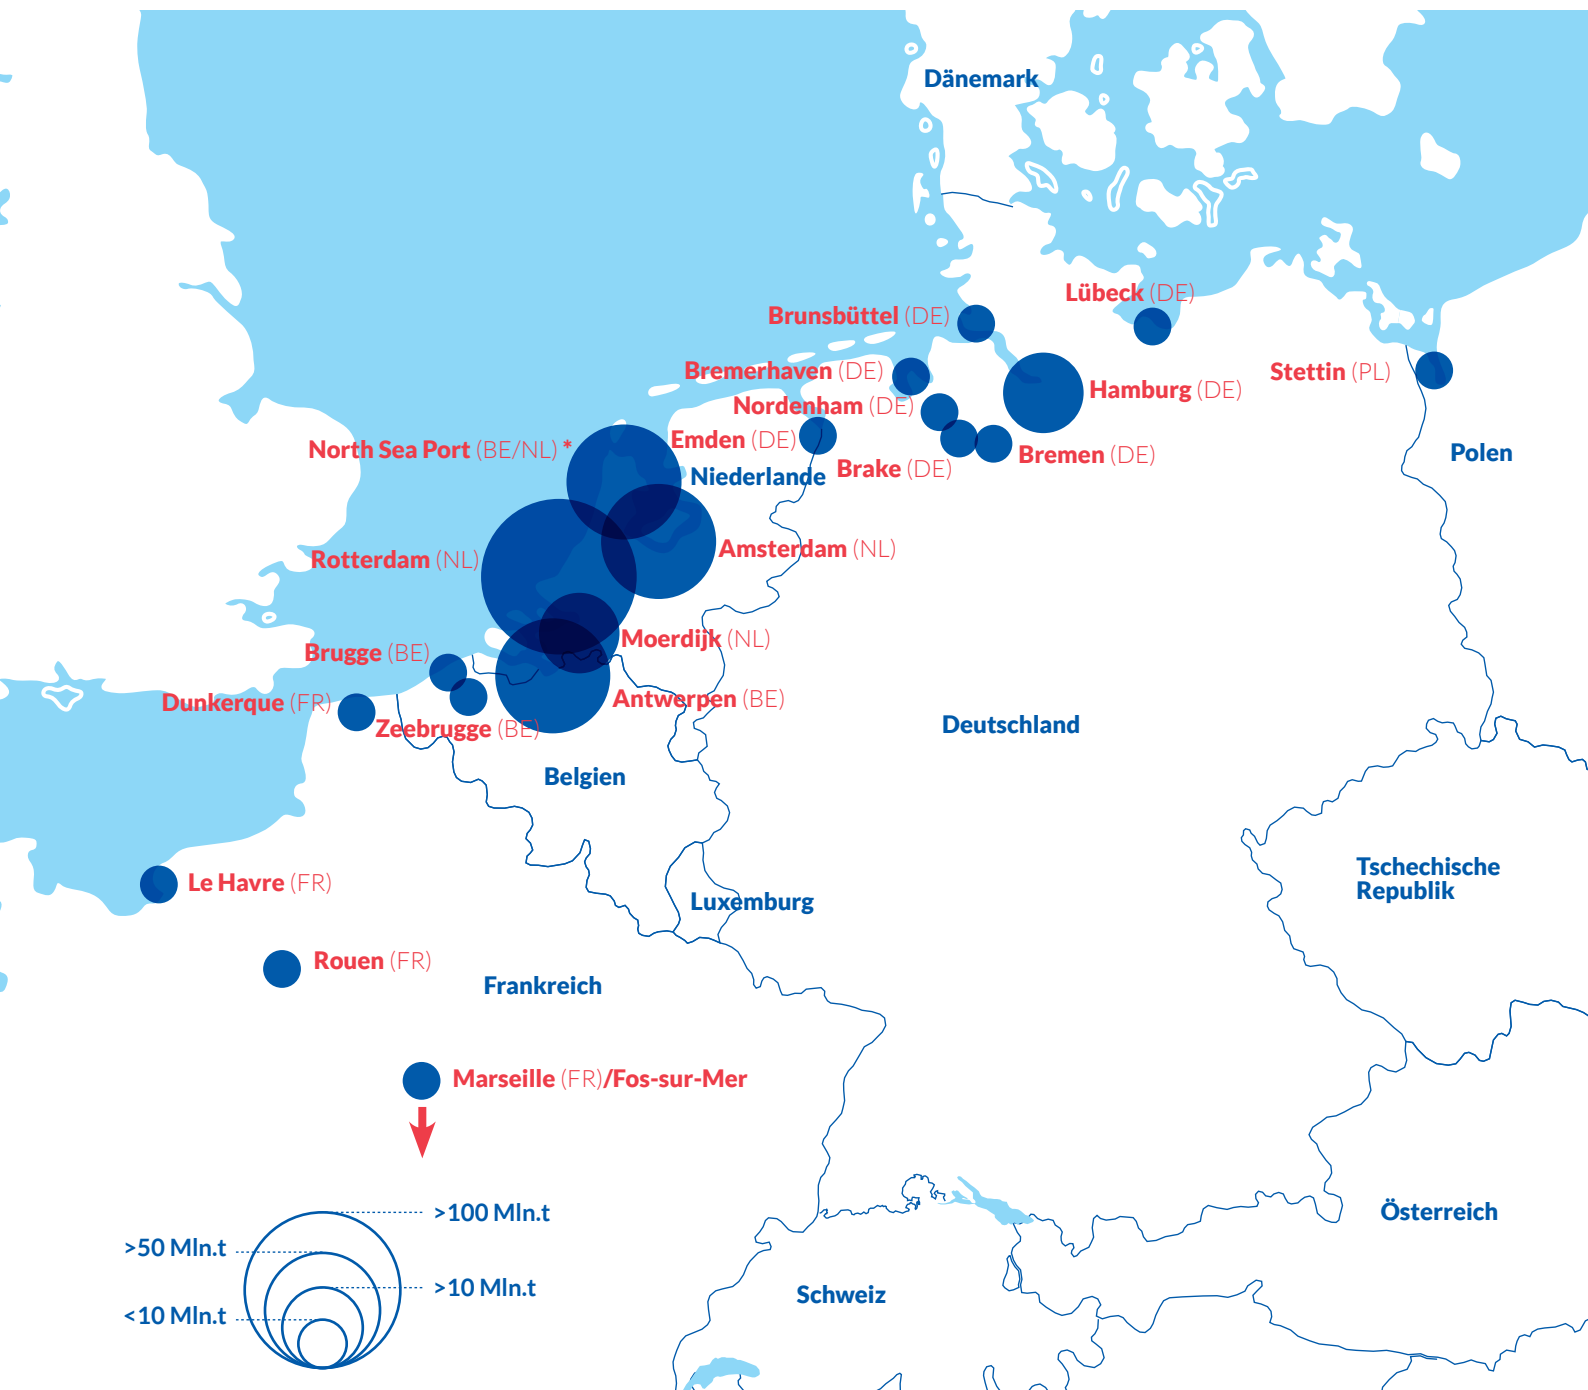 Dänemark
Lübeck (DE)
Brunsbüttel (DE)
Bremerhaven (DE)
Stettin (PL)
Hamburg (DE)
Nordenham (DE)
North Sea Port (BE/NL) *
Emden (DE)
Bremen (DE)
Polen
Brake (DE)
Niederlande
Amsterdam (NL)
Rotterdam (NL)
Moerdijk (NL)
Brugge (BE)
Antwerpen (BE)
Dunkerque (FR)
Zeebrugge (BE)
Deutschland
Belgien
Tschechische
Republik
Le Havre (FR)
Luxemburg
Rouen (FR)
Frankreich
Marseille (FR)/Fos-sur-Mer
>100 Mln.t
Österreich
>50 Mln.t
>10 Mln.t
Schweiz
<10 Mln.t